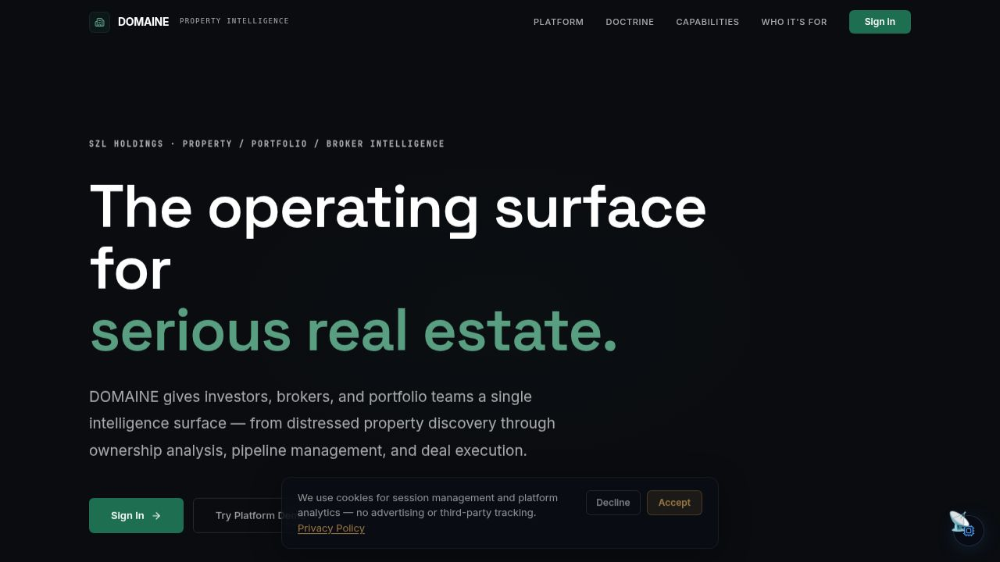 DOMAINE PROPERTY INTELLIGENCE PLATFORM DOCTRINE CAPABILITIES WHO IT'S FOR Sign In
SZL HOLDINGS · PROPERTY / PORTFOLIO / BROKER INTELLIGENCE
The operating surface
for
serious real estate.
DOMAINE gives investors, brokers, and portfolio teams a single
intelligence surface — from distressed property discovery through
ownership analysis, pipeline management, and deal execution.
Sign In → Try Platform
We use cookies for session management and platform
analytics — no advertising or third-party tracking.
Privacy Policy
Decline Accept